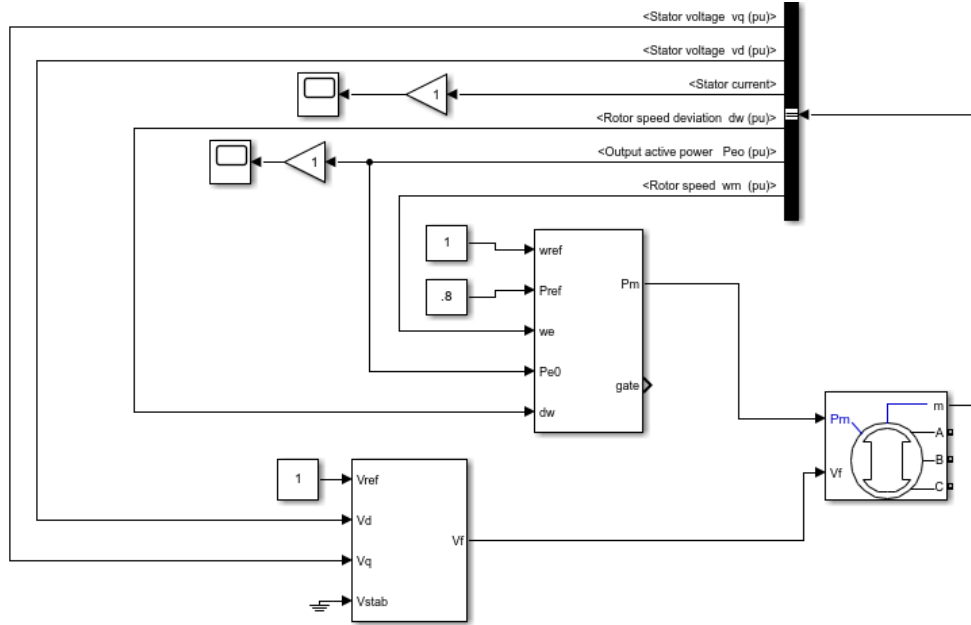 <Stator voltage vq (pu)>
<Stator voltage vd (pu)>
1
<Stator current>
<Rotor speed deviation dw (pu)>
1
<Output active power Peo (pu)>
<Rotor speed wm (pu)>
1
wref
.8
Pref
Pm
we
Pe0
gate
dw
Pm
m
A
B
Vf
C
1
Vref
Vd
Vf
Vq
Vstab